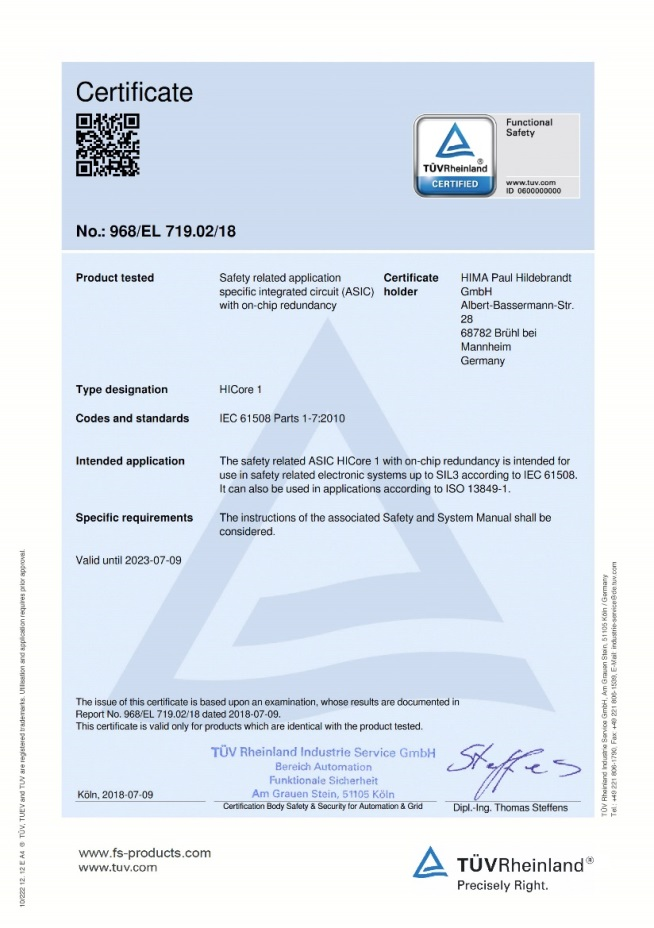 Certificate
TÜVRheinland®
CERTIFIED
Functional
Safety
www.tuv.com
ID 0600000000
No.: 968/EL 719.02/18
Product tested
Safety related application
specific integrated circuit (ASIC)
with on-chip redundancy
Certificate
holder
HIMA Paul Hildebrandt
GmbH
Albert-Bassermann-Str.
28
68782 Brühl bei
Mannheim
Germany
Type designation
HICore 1
Codes and standards
IEC 61508 Parts 1-7:2010
Intended application
The safety related ASIC HICore 1 with on-chip redundancy is intended for
use in safety related electronic systems up to SIL3 according to IEC 61508.
It can also be used in applications according to ISO 13849-1.
Specific requirements
The instructions of the associated Safety and System Manual shall be
considered.
Valid until 2023-07-09
The issue of this certificate is based upon an examination, whose results are documented in
Report No. 968/EL 719.02/18 dated 2018-07-09.
This certificate is valid only for products which are identical with the product tested.
TÜV Rheinland Industrie Service GmbH
Bereich Automation
Funktionale Sicherheit
Am Grauen Stein, 51105 Köln
Köln, 2018-07-09
Certification Body Safety & Security for Automation & Grid
Steffens
Dipl.-Ing. Thomas Steffens
www.fs-products.com
www.tuv.com
TÜVRheinland®
Precisely Right.
10/222 12. 12 E A4 ® TÜV, TUEV and TUV are registered trademarks. Utilisation and application requires prior approval.
TÜV Rheinland Industrie Service GmbH, Am Grauen Stein, 51105 Köln / Germany
Tel.: +49 221 806-1790, Fax: +49 221 806-1539, E-Mail: industrie-service@de.tuv.com